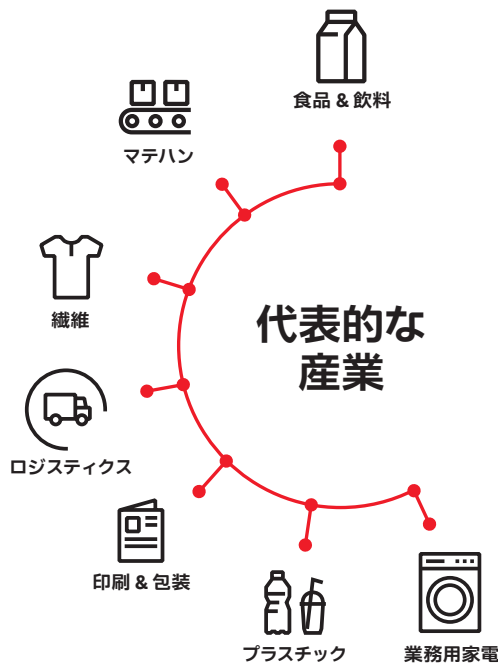 食品 & 飲料
マテハン
繊維
代表的な
産業
ロジスティクス
印刷 & 包装
プラスチック
業務用家電